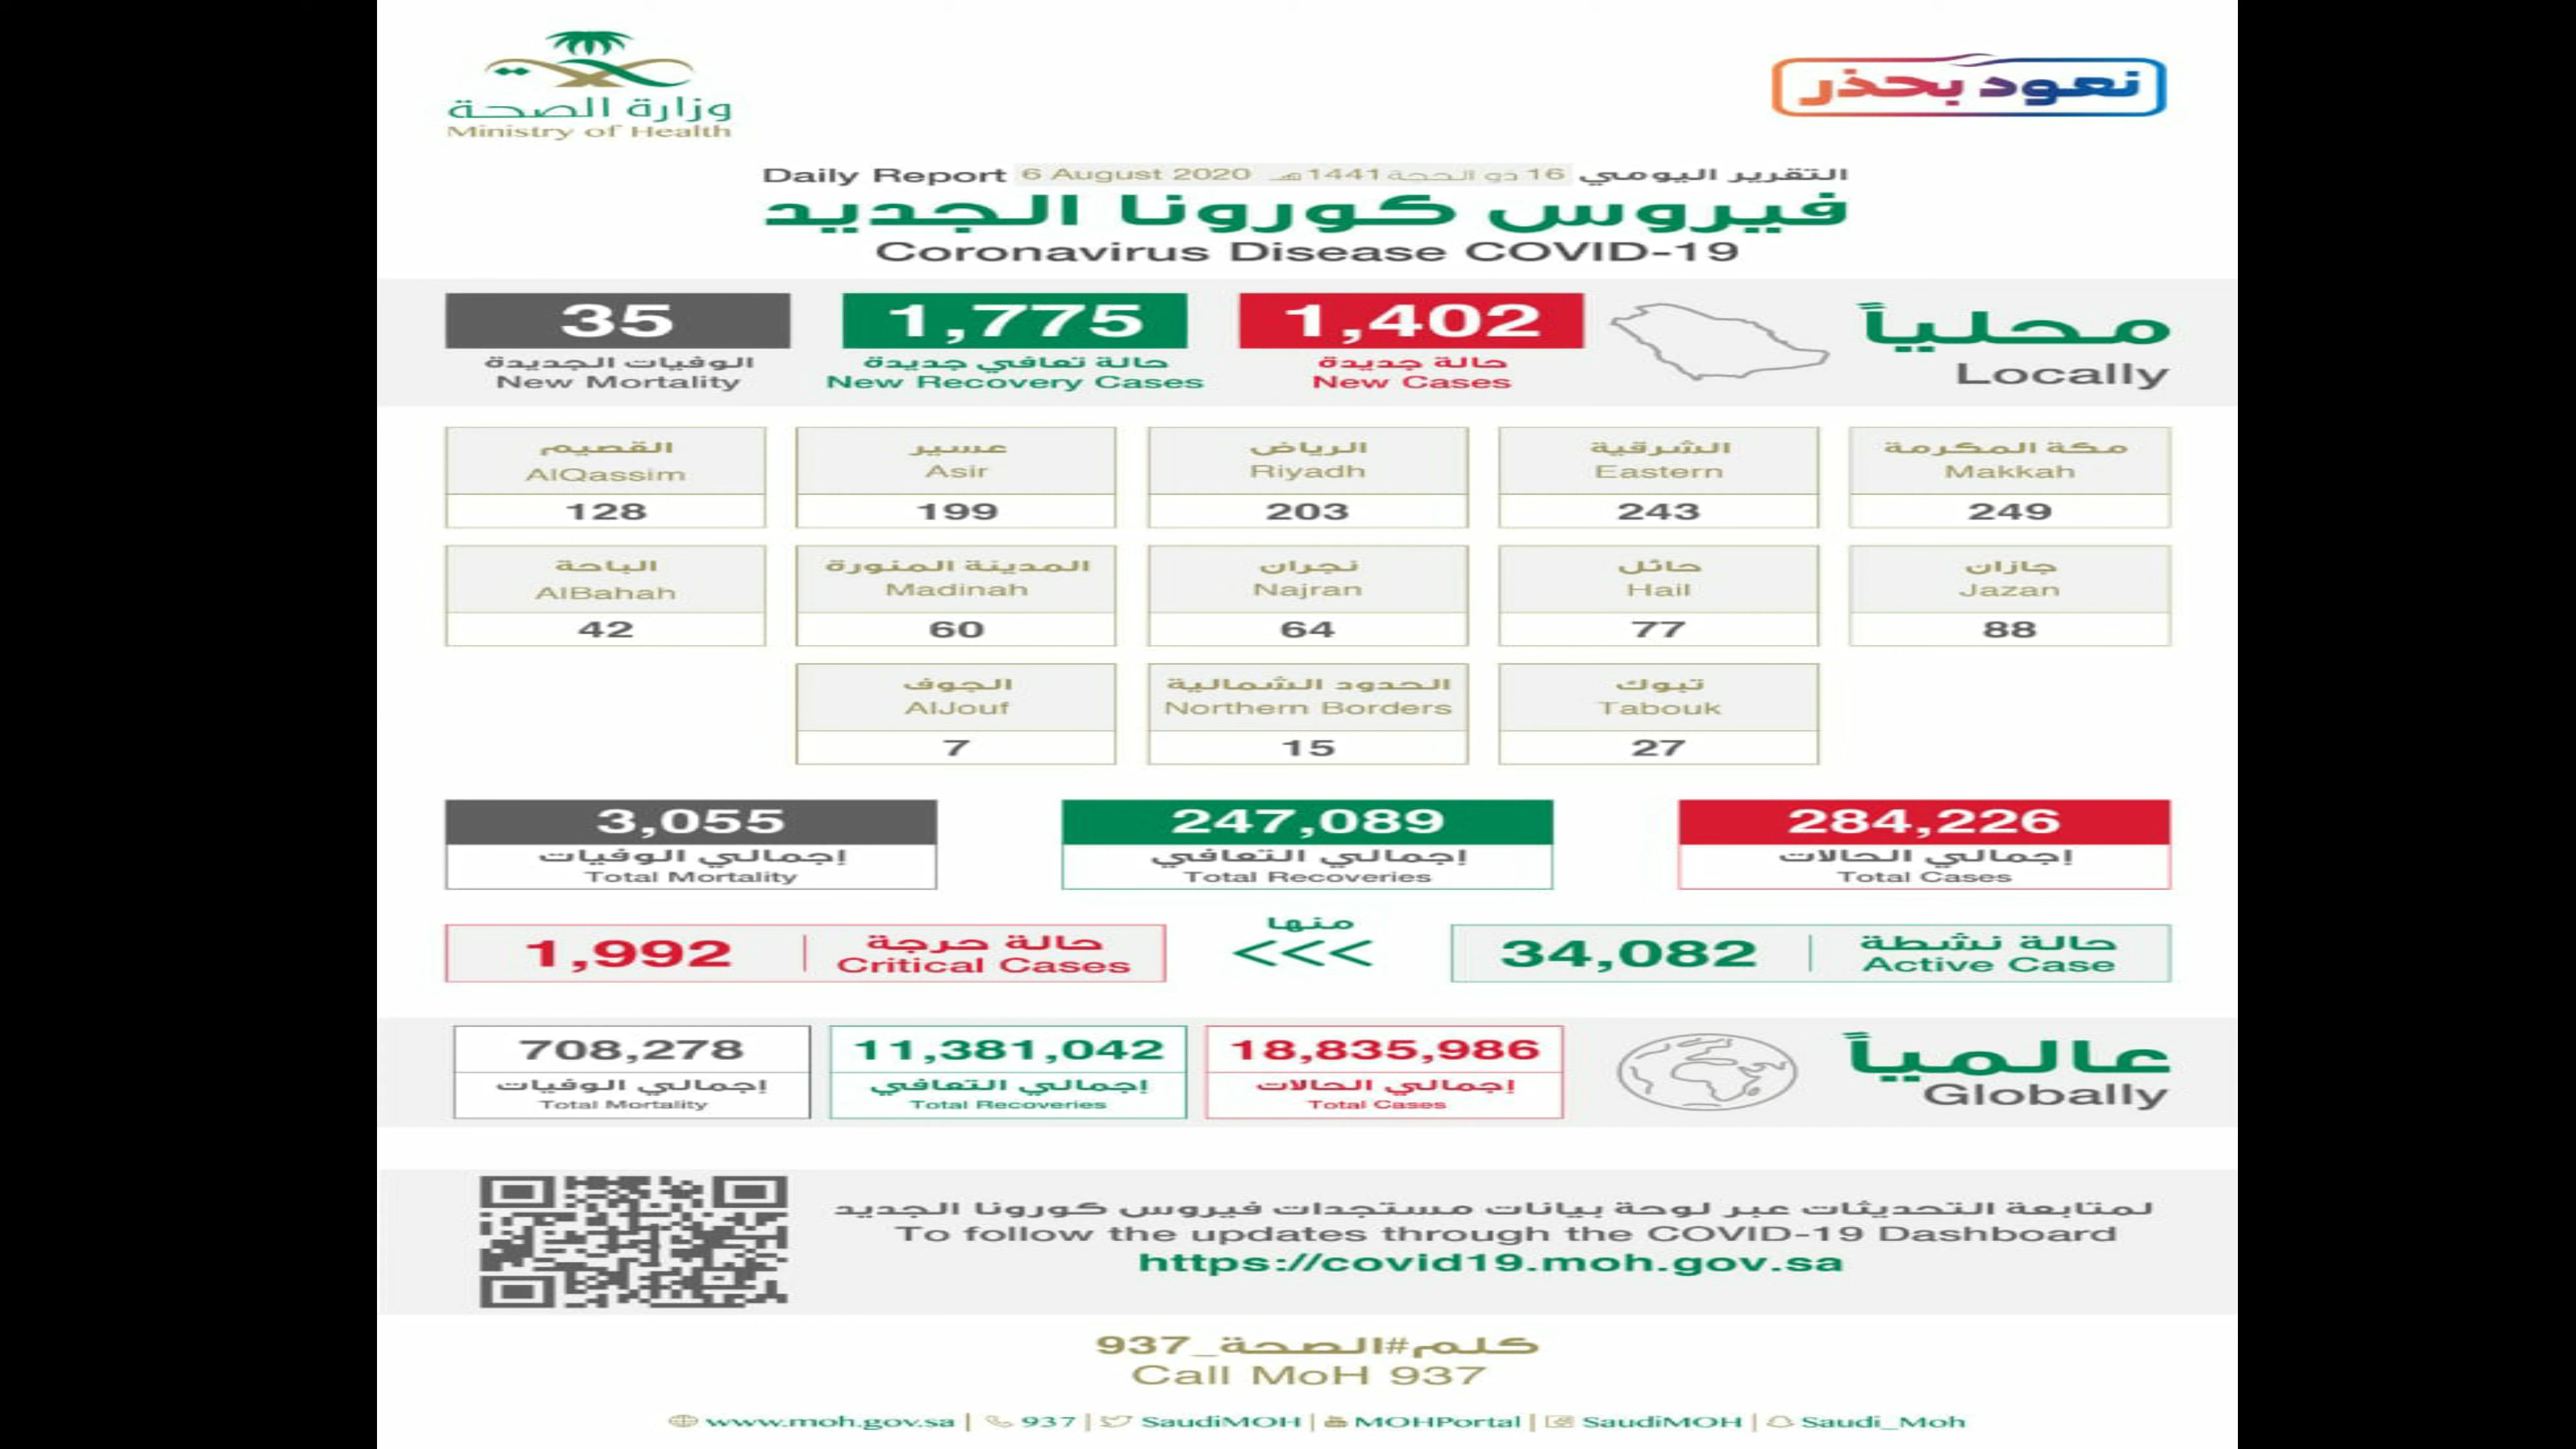 وزارة الصحة
Ministry of Health
نعود بحذر
Daily Report 6 August 2020 16 ذو الحجة 1441هـ التقرير اليومي
فيروس كورونا الجديد
Coronavirus Disease COVID-19
محلياً
Locally
1,402
حالة جديدة
New Cases
1,775
حالة تعافي جديدة
New Recovery Cases
35
الوفيات الجديدة
New Mortality
مكة المكرمة
Makkah
249
الشرقية
Eastern
243
الرياض
Riyadh
203
عسير
Asir
199
القصيم
AlQassim
128
جازان
Jazan
88
حائل
Hail
77
نجران
Najran
64
المدينة المنورة
Madinah
60
الباحة
AlBahah
42
تبوك
Tabouk
27
الحدود الشمالية
Northern Borders
15
الجوف
AlJouf
7
284,226
إجمالي الحالات
Total Cases
247,089
إجمالي التعافي
Total Recoveries
3,055
إجمالي الوفيات
Total Mortality
حالة نشطة
Active Case
34,082
منها
>>>
حالة حرجة
Critical Cases
1,992
عالمياً
Globally
18,835,986
إجمالي الحالات
Total Cases
11,381,042
إجمالي التعافي
Total Recoveries
708,278
إجمالي الوفيات
Total Mortality
لمتابعة التحديثات عبر لوحة بيانات مستجدات فيروس كورونا الجديد
To follow the updates through the COVID-19 Dashboard
https://covid19.moh.gov.sa
كلم#الصحة_937
Call MoH 937
www.moh.gov.sa | 937 | SaudiMOH | MOHPortal | SaudiMOH | Saudi_Moh